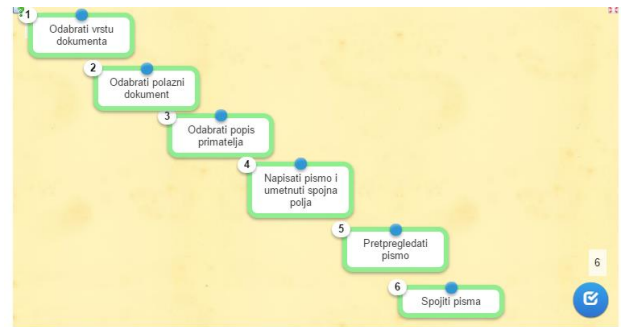 1
Odabrati vrstu
dokumenta
2
Odabrati polazni
dokument
3
Odabrati popis
primatelja
4
Napisati pismo i
umetnuti spojna
polja
5
Pretpregledati
pismo
6
6
Spojiti pisma